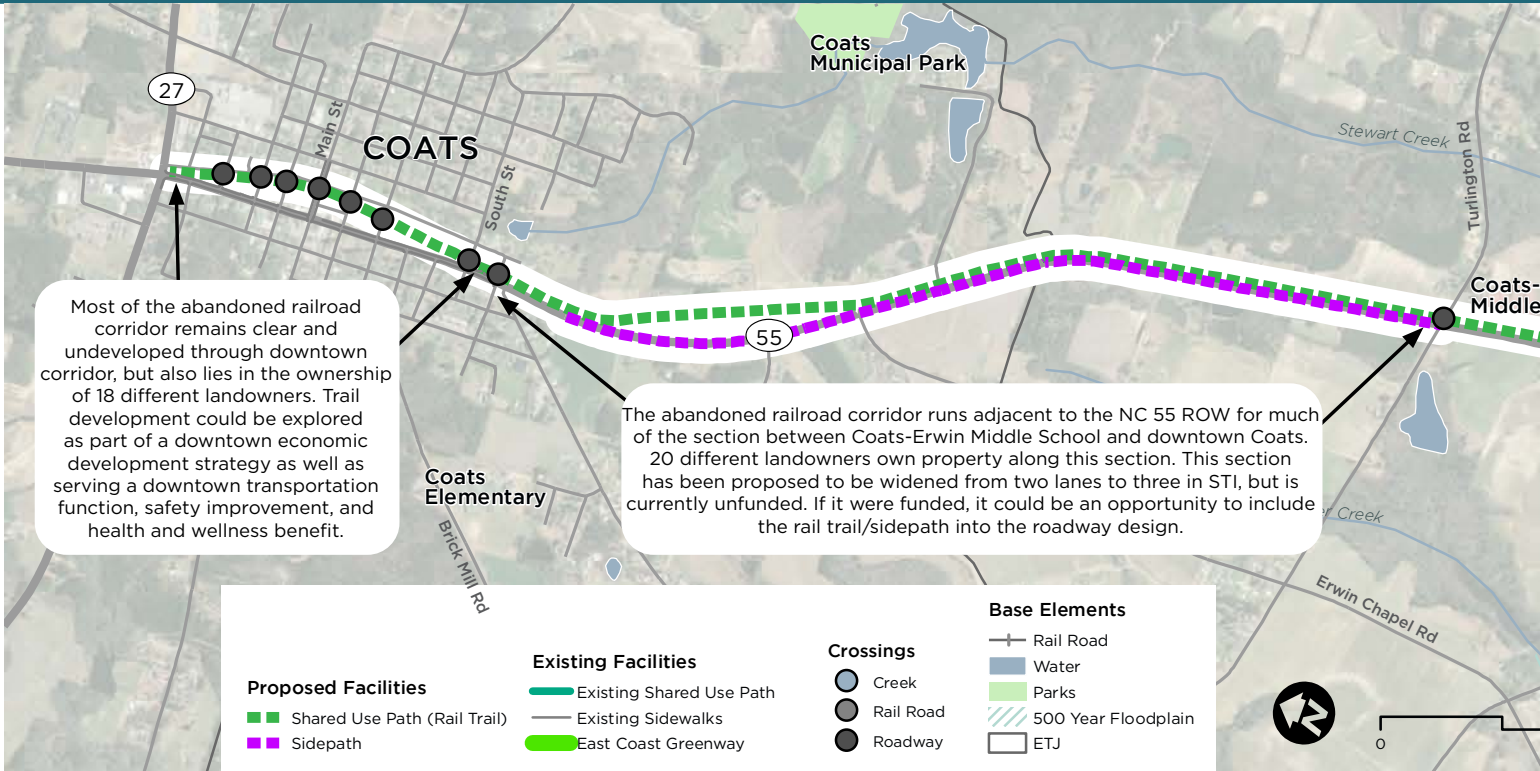 Coats
Municipal Park
27
Main St
COATS
South St
Stewart Creek
Turlington Rd
Coats-
Middle
55
Most of the abandoned railroad
corridor remains clear and
undeveloped through downtown
corridor, but also lies in the ownership
of 18 different landowners. Trail
development could be explored
as part of a downtown economic
development strategy as well as
serving a downtown transportation
function, safety improvement, and
health and wellness benefit.
The abandoned railroad corridor runs adjacent to the NC 55 ROW for much
of the section between Coats-Erwin Middle School and downtown Coats.
20 different landowners own property along this section. This section
has been proposed to be widened from two lanes to three in STI, but is
currently unfunded. If it were funded, it could be an opportunity to include
the rail trail/sidepath into the roadway design.
Coats
Elementary
Creek
Brick Mill Rd
Erwin Chapel Rd
Proposed Facilities
Shared Use Path (Rail Trail)
Sidepath
Existing Facilities
Existing Shared Use Path
Existing Sidewalks
East Coast Greenway
Crossings
Creek
Rail Road
Roadway
Base Elements
Rail Road
Water
Parks
500 Year Floodplain
ETJ
N
0